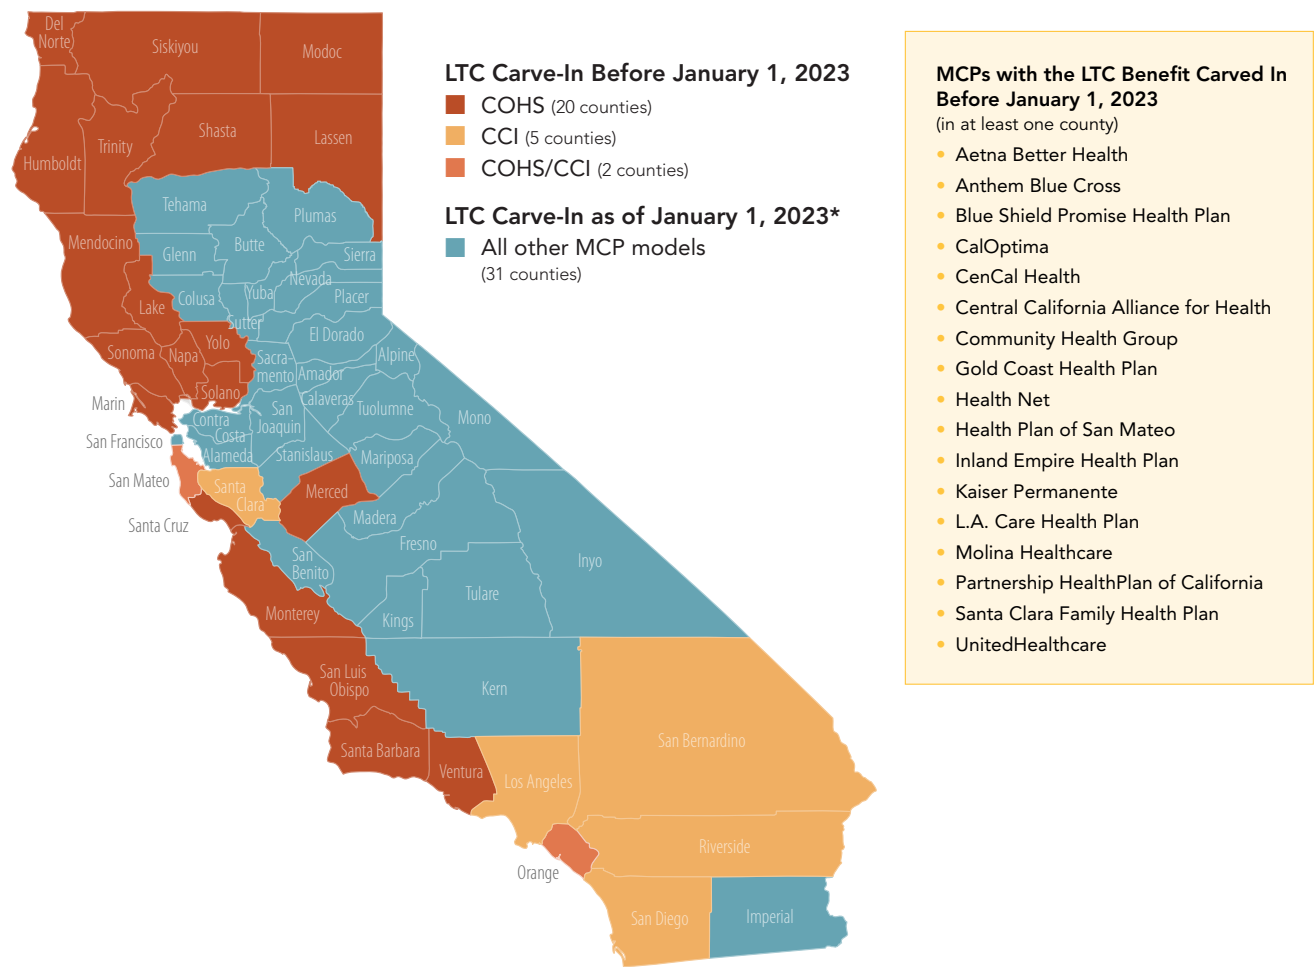 Del
Norte
Siskiyou
Modoc
Humboldt
Trinity
Shasta
Lassen
Mendocino
Tehama
Plumas
Glenn
Butte
Sierra
Nevada
Lake
Colusa
Yuba
Placer
Sutter
El Dorado
Sonoma
Napa
Yolo
Sacra-
mento
Alpine
Amador
Solano
Marin
Calaveras
Contra
Costa
San
Joaquin
Tuolumne
Mono
San Francisco
Alameda
Stanislaus
Mariposa
San Mateo
Santa
Clara
Merced
Santa Cruz
Madera
Fresno
San
Benito
Inyo
Monterey
Kings
Tulare
San Luis
Obispo
Kern
Santa Barbara
Ventura
Los Angeles
San Bernardino
Orange
Riverside
San Diego
Imperial
LTC Carve-In Before January 1, 2023
COHS (20 counties)
CCI (5 counties)
COHS/CCI (2 counties)
LTC Carve-In as of January 1, 2023*
All other MCP models
(31 counties)
MCPs with the LTC Benefit Carved In
Before January 1, 2023
(in at least one county)
• Aetna Better Health
• Anthem Blue Cross
• Blue Shield Promise Health Plan
• CalOptima
• CenCal Health
• Central California Alliance for Health
• Community Health Group
• Gold Coast Health Plan
• Health Net
• Health Plan of San Mateo
• Inland Empire Health Plan
• Kaiser Permanente
• L.A. Care Health Plan
• Molina Healthcare
• Partnership HealthPlan of California
• Santa Clara Family Health Plan
• UnitedHealthcare